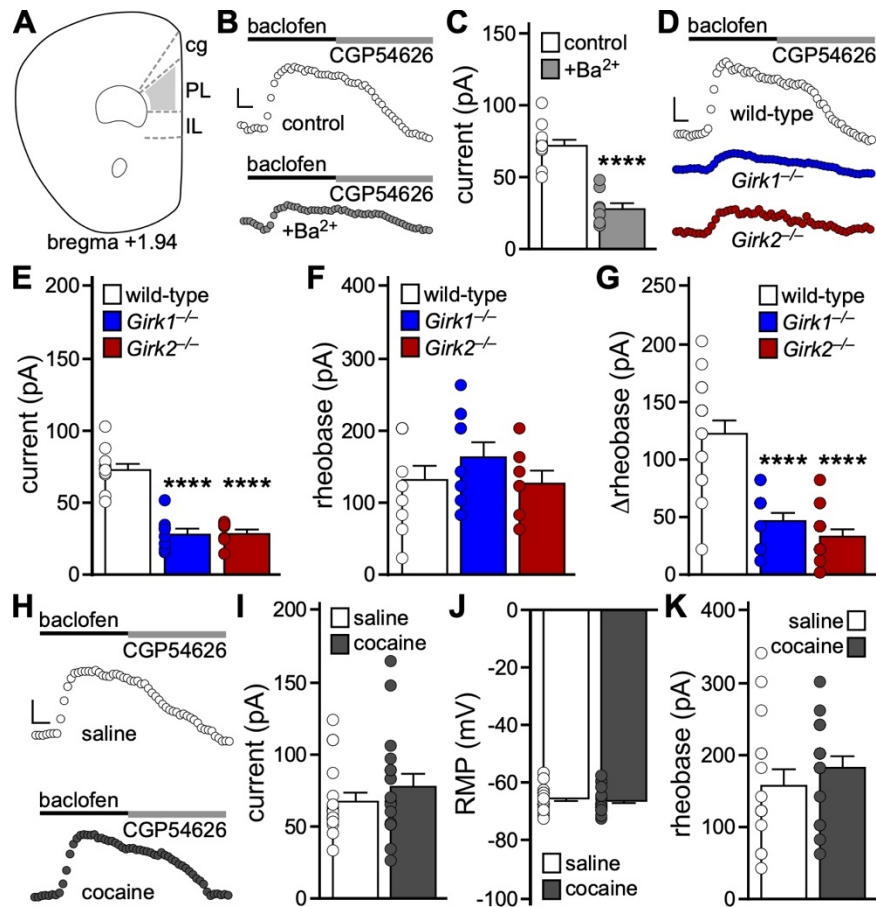 A
cg
PL
IL
bregma +1.94
B
baclofen
CGP54626
control
baclofen
CGP54626
+Ba²⁺
C
control
+Ba²⁺
current (pA)
150
100
50
0
****
D
baclofen
CGP54626
wild-type
Girk1⁻/⁻
Girk2⁻/⁻
E
wild-type
Girk1⁻/⁻
Girk2⁻/⁻
current (pA)
200
150
100
50
0
**** ****
F
wild-type
Girk1⁻/⁻
Girk2⁻/⁻
rheobase (pA)
400
300
200
100
0
G
wild-type
Girk1⁻/⁻
Girk2⁻/⁻
Δrheobase (pA)
250
200
150
100
50
0
**** ****
H
baclofen
CGP54626
saline
baclofen
CGP54626
cocaine
I
saline
cocaine
current (pA)
200
150
100
50
0
J
RMP (mV)
0
-20
-40
-60
-80
-100
saline
cocaine
K
saline
cocaine
rheobase (pA)
400
300
200
100
0